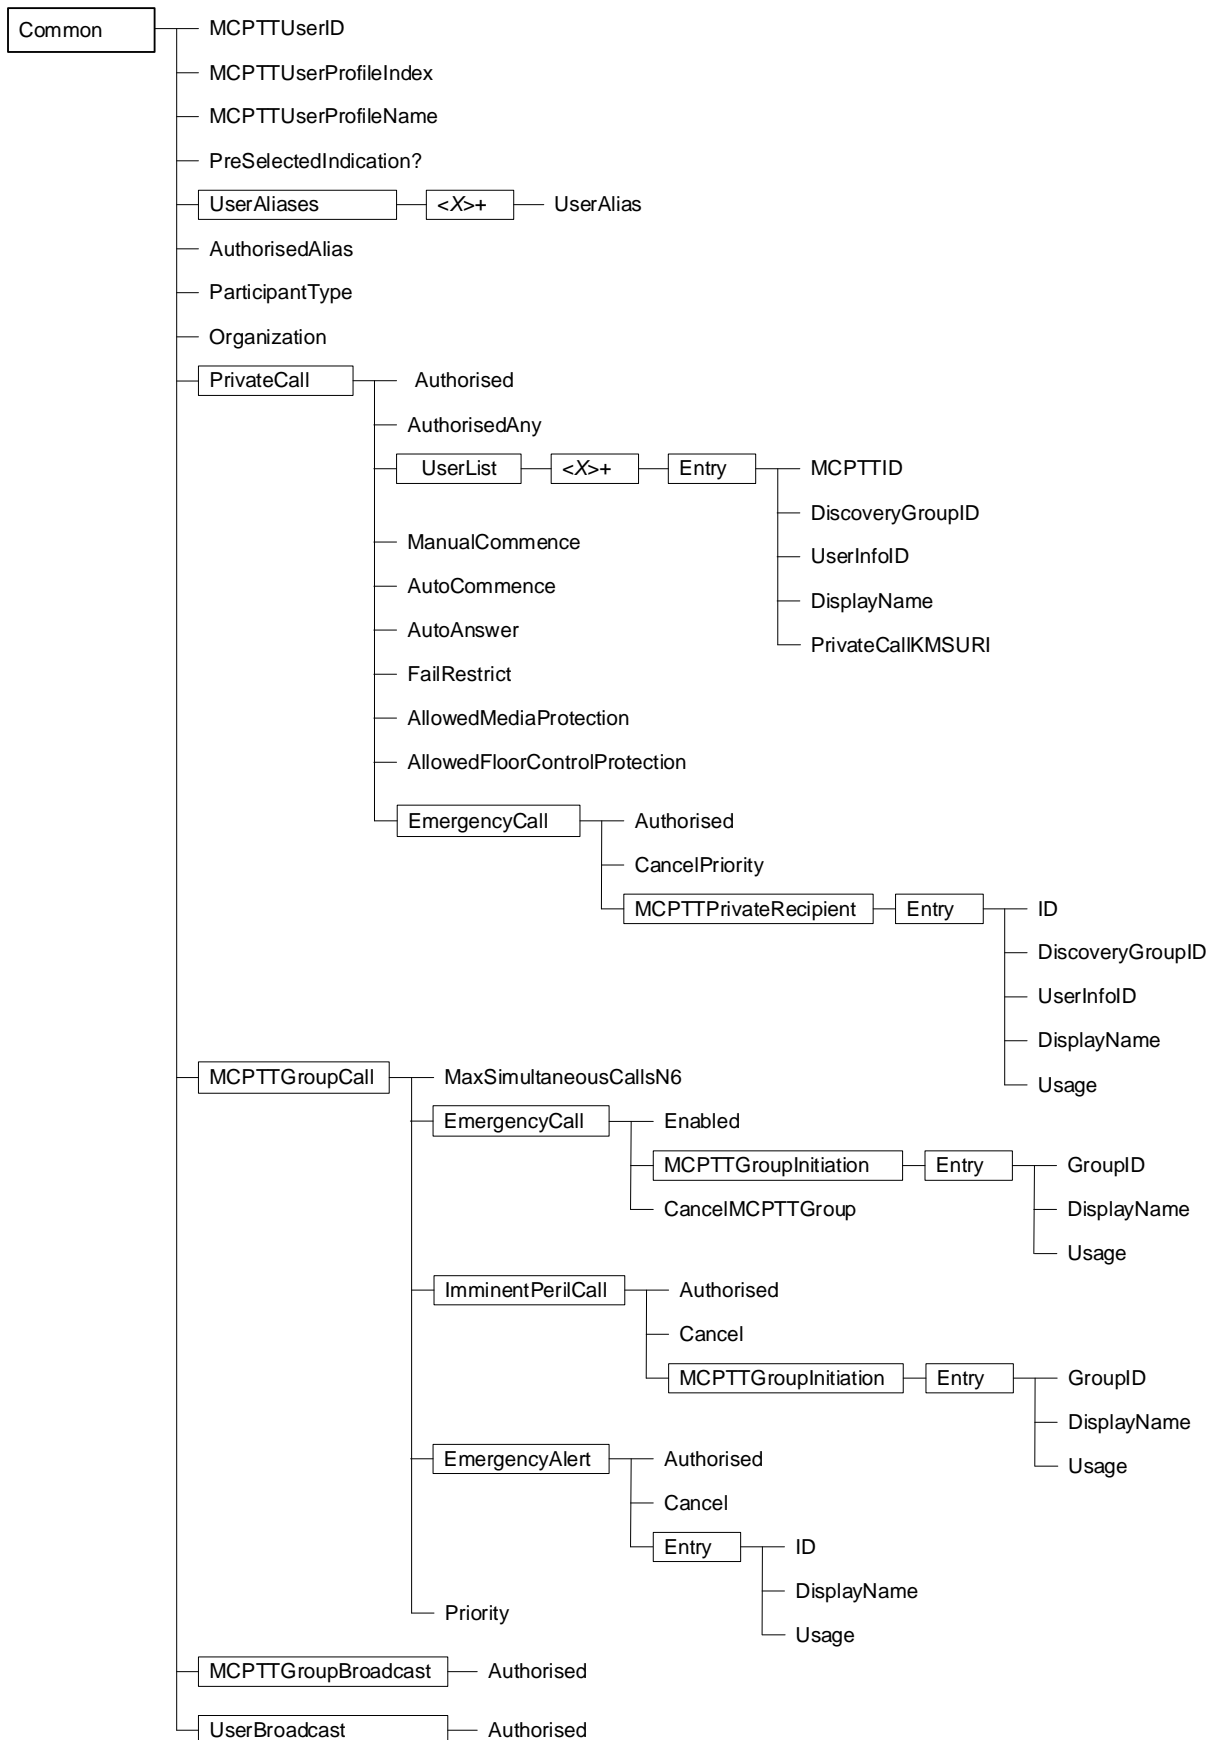 Common
MCPTTUserID
MCPTTUserProfileIndex
MCPTTUserProfileName
PreSelectedIndication?
UserAliases <X>+ UserAlias
AuthorisedAlias
ParticipantType
Organization
PrivateCall Authorised
AuthorisedAny
UserList <X>+ Entry MCPTTID
DiscoveryGroupID
UserInfoID
DisplayName
PrivateCallKMSURI
ManualCommence
AutoCommence
AutoAnswer
FailRestrict
AllowedMediaProtection
AllowedFloorControlProtection
EmergencyCall Authorised
CancelPriority
MCPTTPrivateRecipient Entry ID
DiscoveryGroupID
UserInfoID
DisplayName
Usage
MCPTTGroupCall MaxSimultaneousCallsN6
EmergencyCall Enabled
MCPTTGroupInitiation Entry GroupID
CancelMCPTTGroup DisplayName
Usage
ImminentPerilCall Authorised
Cancel
MCPTTGroupInitiation Entry GroupID
DisplayName
Usage
EmergencyAlert Authorised
Cancel
Entry ID
DisplayName
Usage
Priority
MCPTTGroupBroadcast Authorised
UserBroadcast Authorised